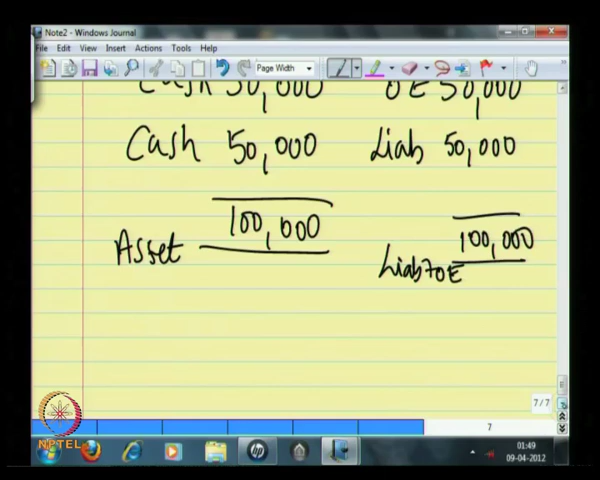 Note2 - Windows Journal
File Edit View Insert Actions Tools Help
Page Width
Cash 50,000 OE 50,000
Cash 50,000 Liab 50,000
100,000 100,000
Asset Liab+OE
7/7
7
NPTEL
hp
01:49
09-04-2012